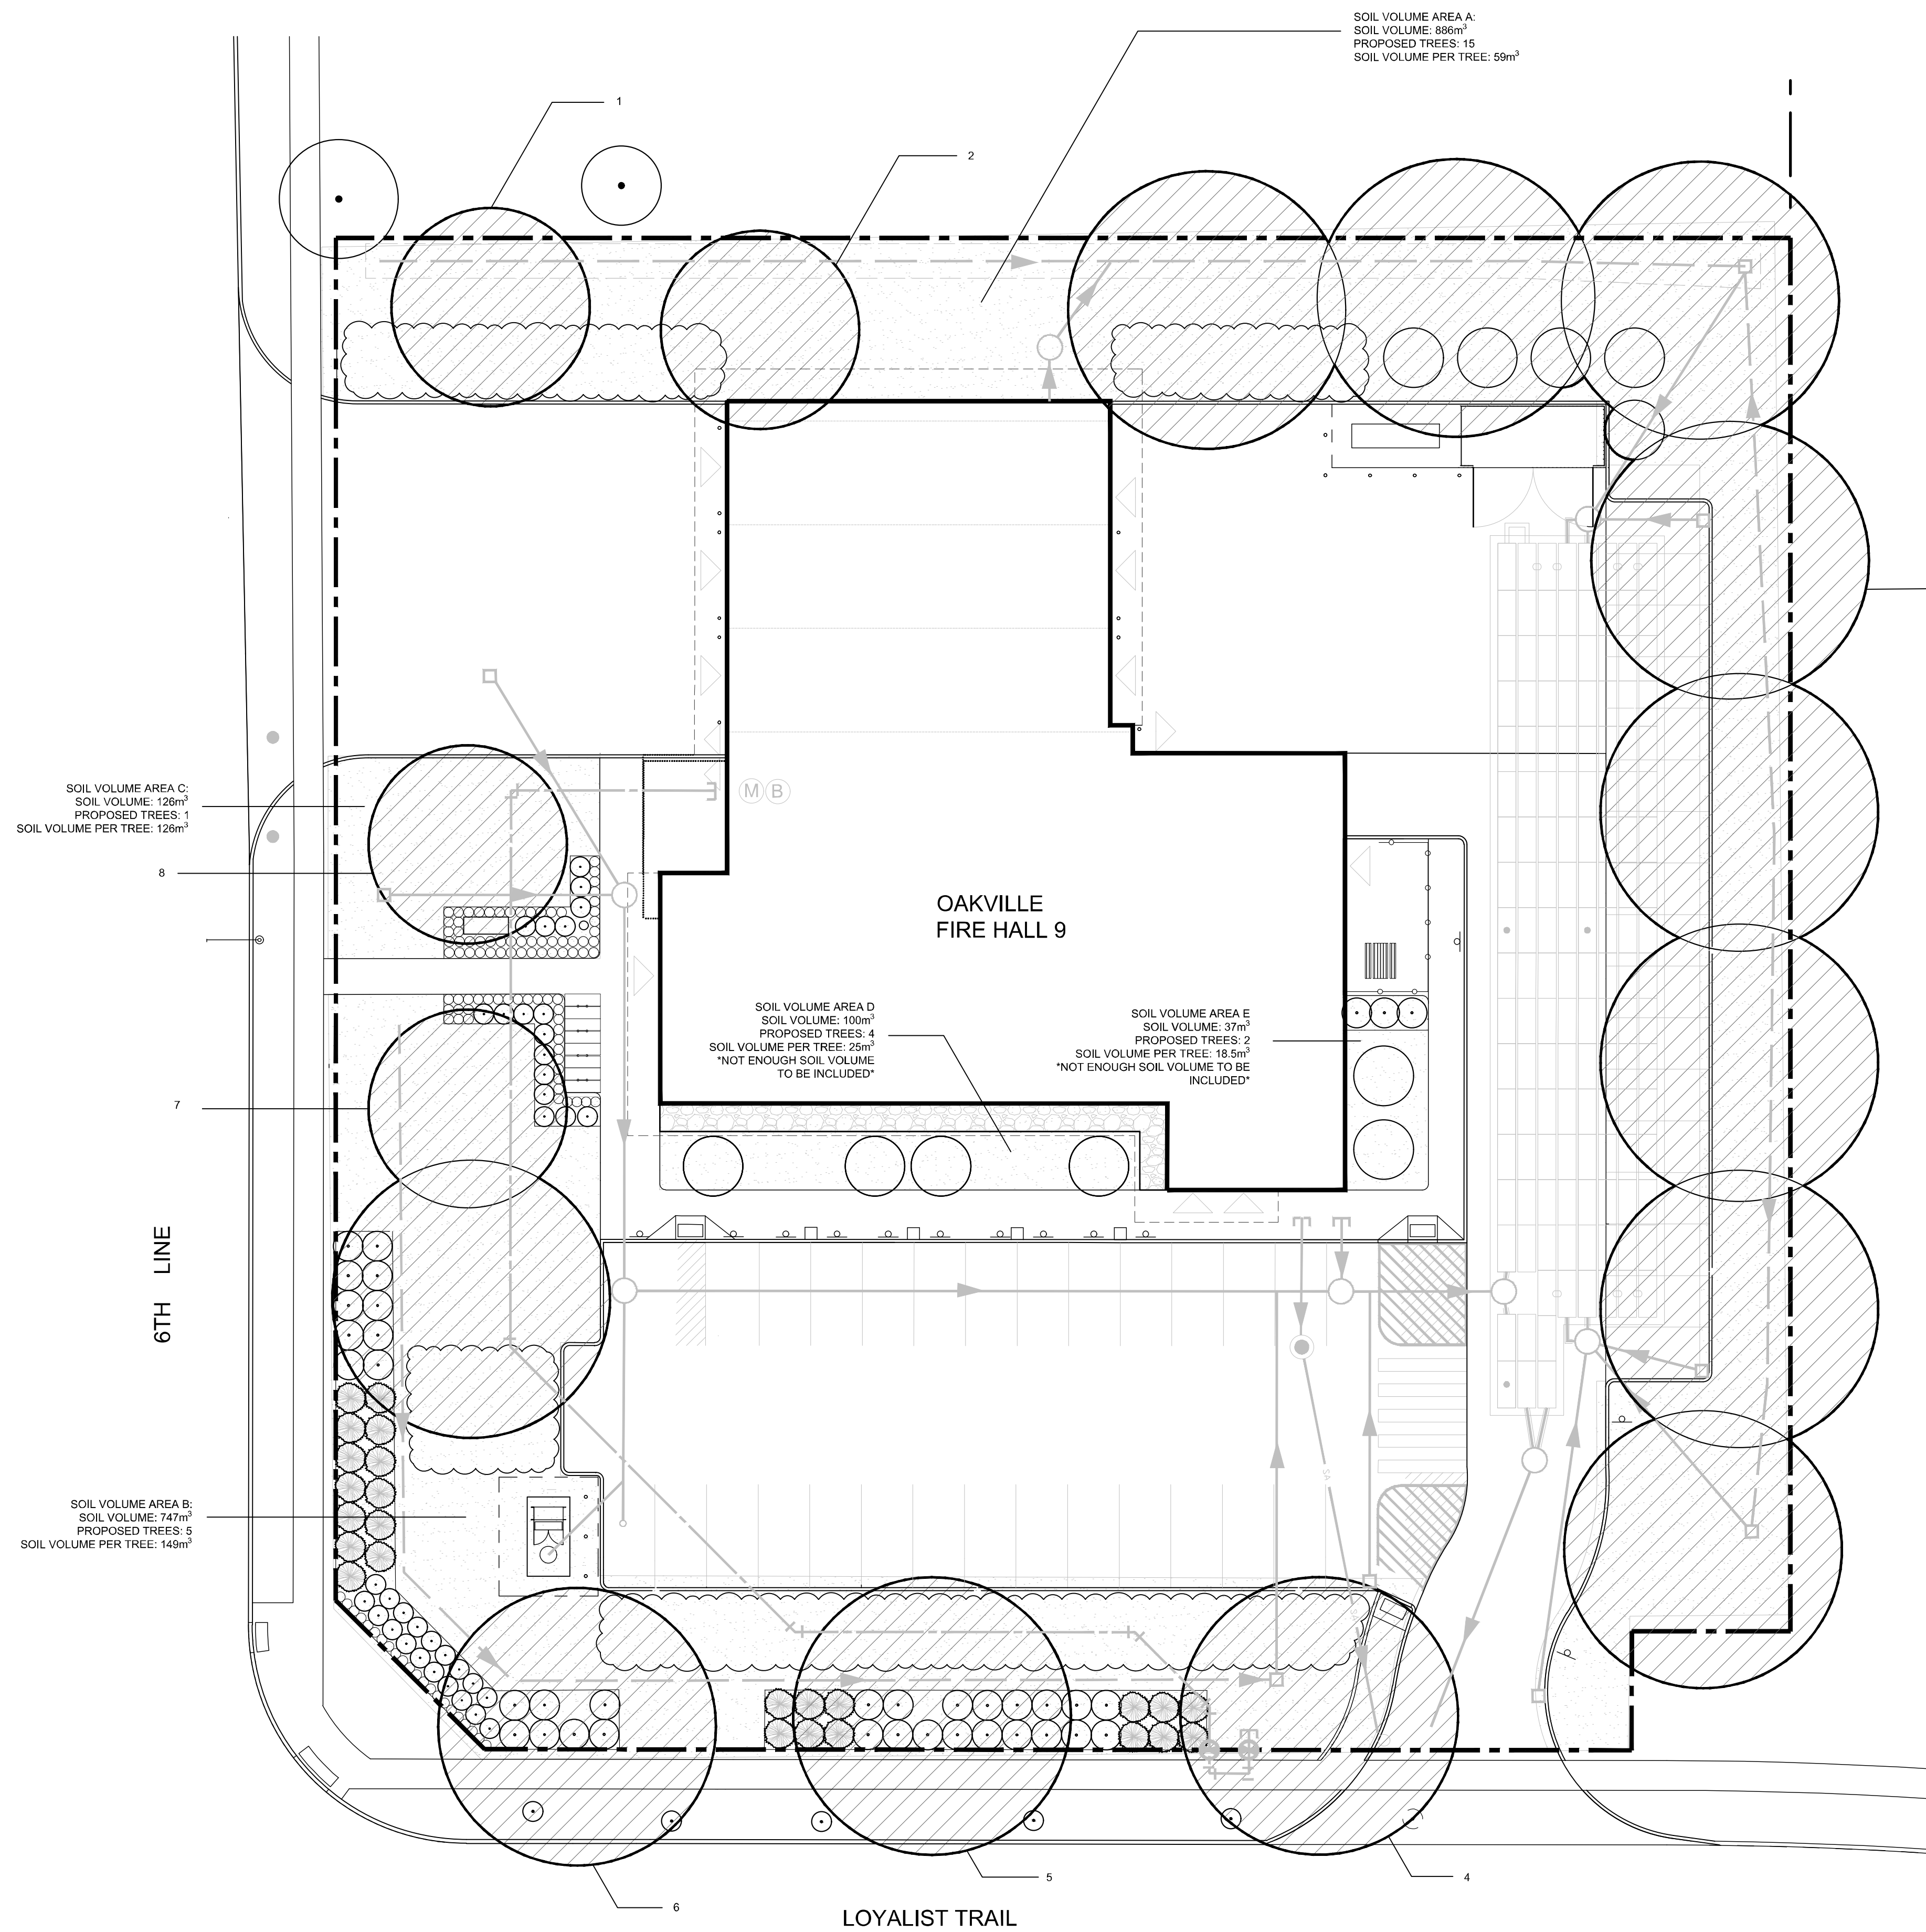 SOIL VOLUME AREA A:
SOIL VOLUME: 886m³
PROPOSED TREES: 15
SOIL VOLUME PER TREE: 59m³
1
2
SOIL VOLUME AREA C:
SOIL VOLUME: 126m³
PROPOSED TREES: 1
SOIL VOLUME PER TREE: 126m³
M B
8
OAKVILLE
FIRE HALL 9
SOIL VOLUME AREA D
SOIL VOLUME: 100m³
PROPOSED TREES: 4
SOIL VOLUME PER TREE: 25m³
*NOT ENOUGH SOIL VOLUME
TO BE INCLUDED*
SOIL VOLUME AREA E
SOIL VOLUME: 37m³
PROPOSED TREES: 2
SOIL VOLUME PER TREE: 18.5m³
*NOT ENOUGH SOIL VOLUME TO BE
INCLUDED*
7
6TH LINE
SA
SOIL VOLUME AREA B:
SOIL VOLUME: 747m³
PROPOSED TREES: 5
SOIL VOLUME PER TREE: 149m³
5
4
6
LOYALIST TRAIL